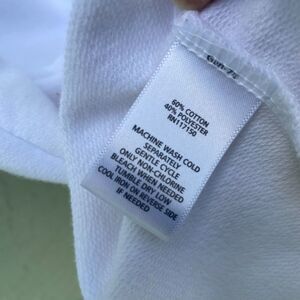 60% COTTON
40% POLYESTER
RN117150
MACHINE WASH COLD
SEPARATELY
GENTLE CYCLE
ONLY NON-CHLORINE
BLEACH WHEN NEEDED
TUMBLE DRY LOW
COOL IRON ON REVERSE SIDE
IF NEEDED